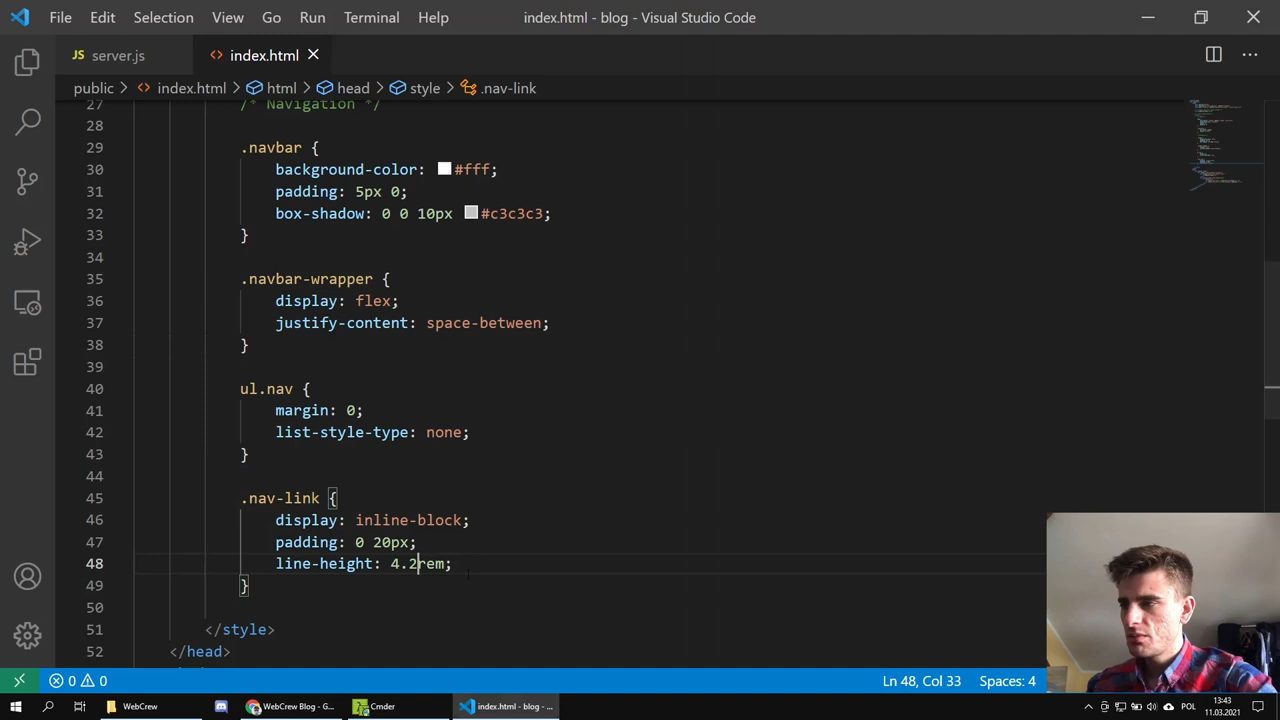 File Edit Selection View Go Run Terminal Help index.html - blog - Visual Studio Code
JS server.js <> index.html
public > <> index.html > html > head > style > .nav-link
27 /* Navigation */
28
29 .navbar {
30 background-color: #fff;
31 padding: 5px 0;
32 box-shadow: 0 0 10px #c3c3c3;
33 }
34
35 .navbar-wrapper {
36 display: flex;
37 justify-content: space-between;
38 }
39
40 ul.nav {
41 margin: 0;
42 list-style-type: none;
43 }
44
45 .nav-link {
46 display: inline-block;
47 padding: 0 20px;
48 line-height: 4.2rem;
49 }
50
51 </style>
52 </head>
0 0 Ln 48, Col 33 Spaces: 4
WebCrew WebCrew Blog - G... Cmder index.html - blog - ... POL 13:43
11.03.2021